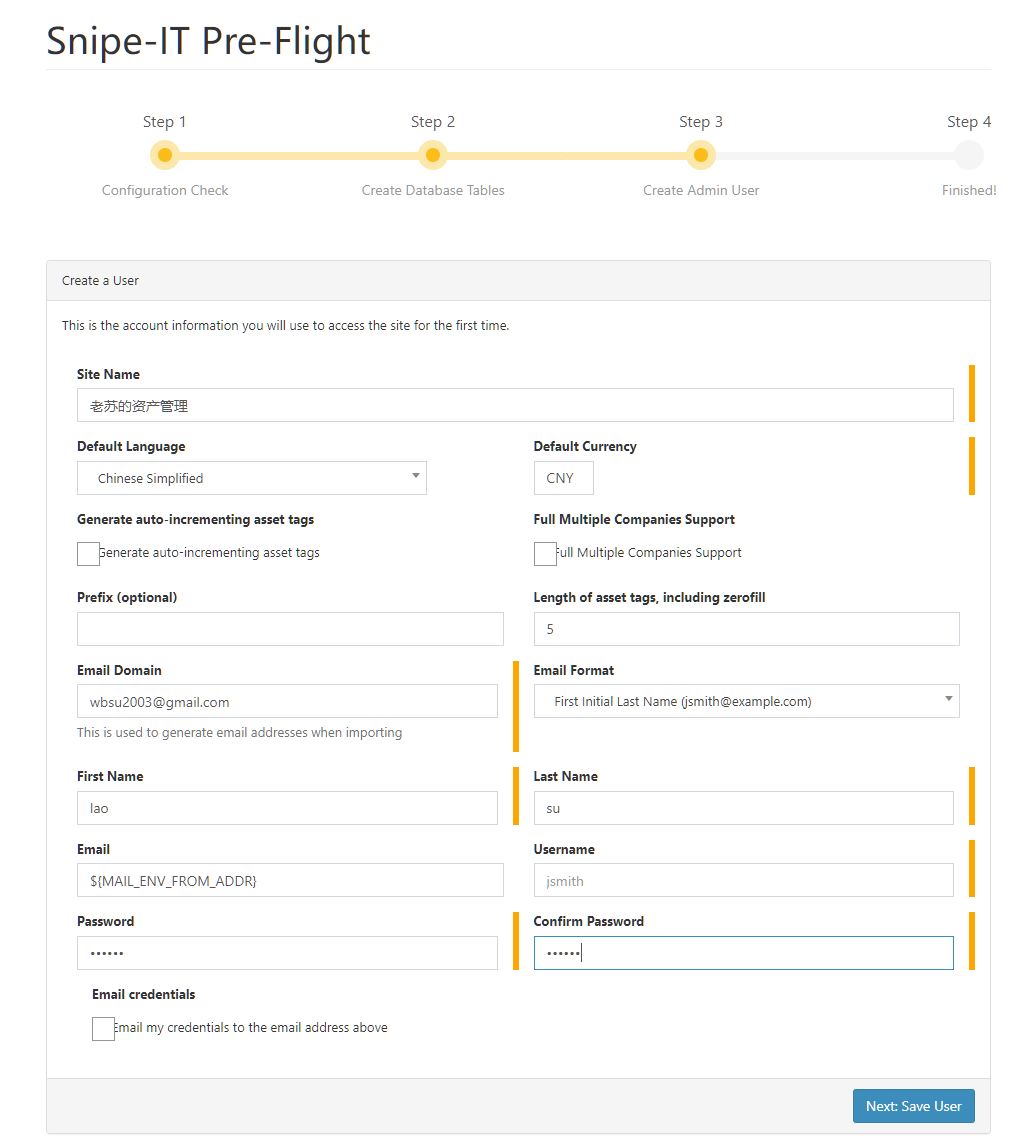 Snipe-IT Pre-Flight
Step 1 Step 2 Step 3 Step 4
Configuration Check Create Database Tables Create Admin User Finished!
Create a User
This is the account information you will use to access the site for the first time.
Site Name
老苏的资产管理
Default Language Default Currency
Chinese Simplified CNY
Generate auto-incrementing asset tags Full Multiple Companies Support
Generate auto-incrementing asset tags Full Multiple Companies Support
Prefix (optional) Length of asset tags, including zerofill
5
Email Domain Email Format
wbsu2003@gmail.com First Initial Last Name (jsmith@example.com)
This is used to generate email addresses when importing
First Name Last Name
lao su
Email Username
${MAIL_ENV_FROM_ADDR} jsmith
Password Confirm Password
•••••• ••••••
Email credentials
Email my credentials to the email address above
Next: Save User